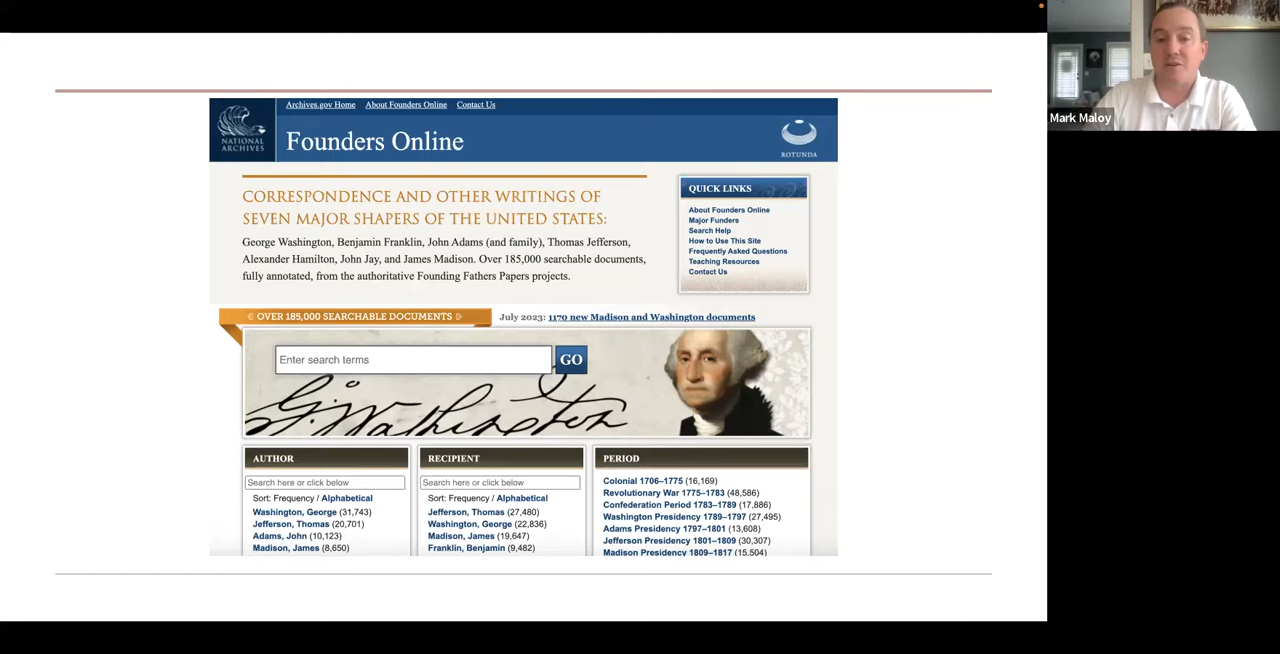 Mark Maloy
Archives.gov Home About Founders Online Contact Us
NATIONAL
ARCHIVES
Founders Online
ROTUNDA
CORRESPONDENCE AND OTHER WRITINGS OF
SEVEN MAJOR SHAPERS OF THE UNITED STATES:
George Washington, Benjamin Franklin, John Adams (and family), Thomas Jefferson,
Alexander Hamilton, John Jay, and James Madison. Over 185,000 searchable documents,
fully annotated, from the authoritative Founding Fathers Papers projects.
QUICK LINKS
About Founders Online
Major Funders
Search Help
How to Use This Site
Frequently Asked Questions
Teaching Resources
Contact Us
OVER 185,000 SEARCHABLE DOCUMENTS
July 2023: 1170 new Madison and Washington documents
Enter search terms GO
G. Washington
AUTHOR
Search here or click below
Sort: Frequency / Alphabetical
Washington, George (31,743)
Jefferson, Thomas (20,701)
Adams, John (10,123)
Madison, James (8,650)
RECIPIENT
Search here or click below
Sort: Frequency / Alphabetical
Jefferson, Thomas (27,480)
Washington, George (22,836)
Madison, James (19,647)
Franklin, Benjamin (9,482)
PERIOD
Colonial 1706–1775 (16,169)
Revolutionary War 1775–1783 (48,586)
Confederation Period 1783–1789 (17,886)
Washington Presidency 1789–1797 (27,495)
Adams Presidency 1797–1801 (13,608)
Jefferson Presidency 1801–1809 (30,307)
Madison Presidency 1809–1817 (15,504)